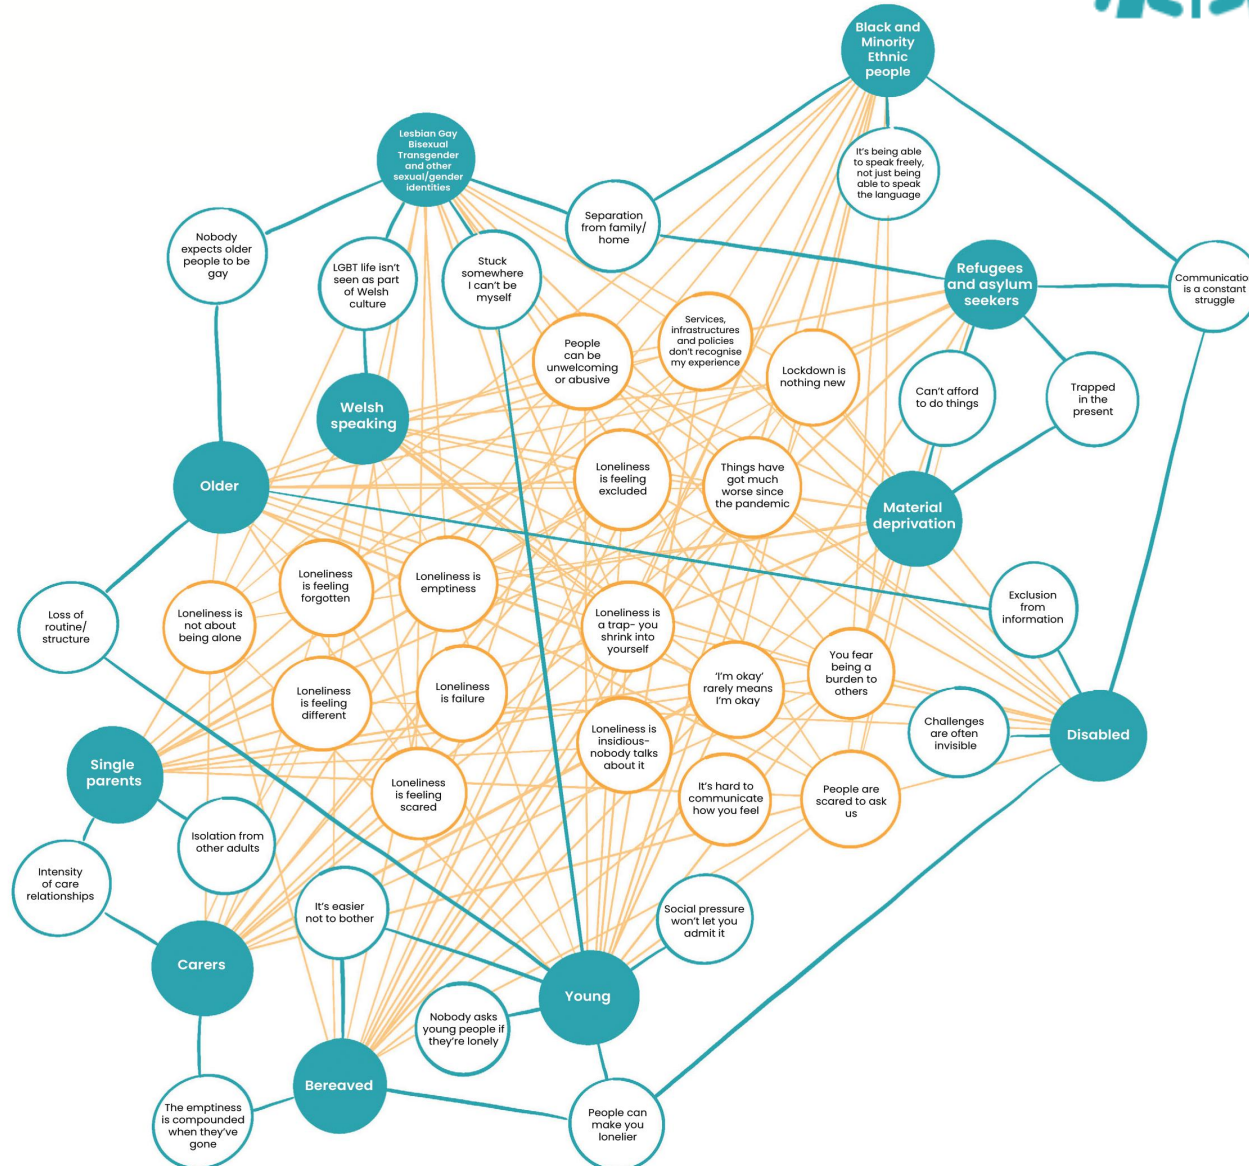 Black and
Minority
Ethnic
people
Lesbian Gay
Bisexual
Transgender
and other
sexual/gender
identities
It's being able
to speak freely,
not just being
able to speak
the language
Separation
from family/
home
Nobody
expects older
people to be
gay
LGBT life isn't
seen as part
of Welsh
culture
Stuck
somewhere
I can't be
myself
Refugees
and asylum
seekers
Communicatio
is a constant
struggle
Services,
infrastructures
and policies
don't recognise
my experience
People
can be
unwelcoming
or abusive
Lockdown is
nothing new
Can't afford
to do things
Trapped
in the
present
Welsh
speaking
Older
Loneliness
is feeling
excluded
Things have
got much
worse since
the pandemic
Material
deprivation
Loneliness
is feeling
forgotten
Loneliness is
emptiness
Exclusion
from
information
Loss of
routine/
structure
Loneliness is
not about
being alone
Loneliness is
a trap- you
shrink into
yourself
You fear
being a
burden to
others
Loneliness
is feeling
different
Loneliness
is failure
'I'm okay'
rarely means
I'm okay
Challenges
are often
invisible
Disabled
Loneliness is
insidious-
nobody talks
about it
Single
parents
Loneliness
is feeling
scared
It's hard to
communicate
how you feel
People are
scared to ask
us
Isolation from
other adults
Intensity
of care
relationships
It's easier
not to bother
Social pressure
won't let you
admit it
Carers
Young
Nobody asks
young people if
they're lonely
Bereaved
The emptiness
is compounded
when they've
gone
People can
make you
lonelier